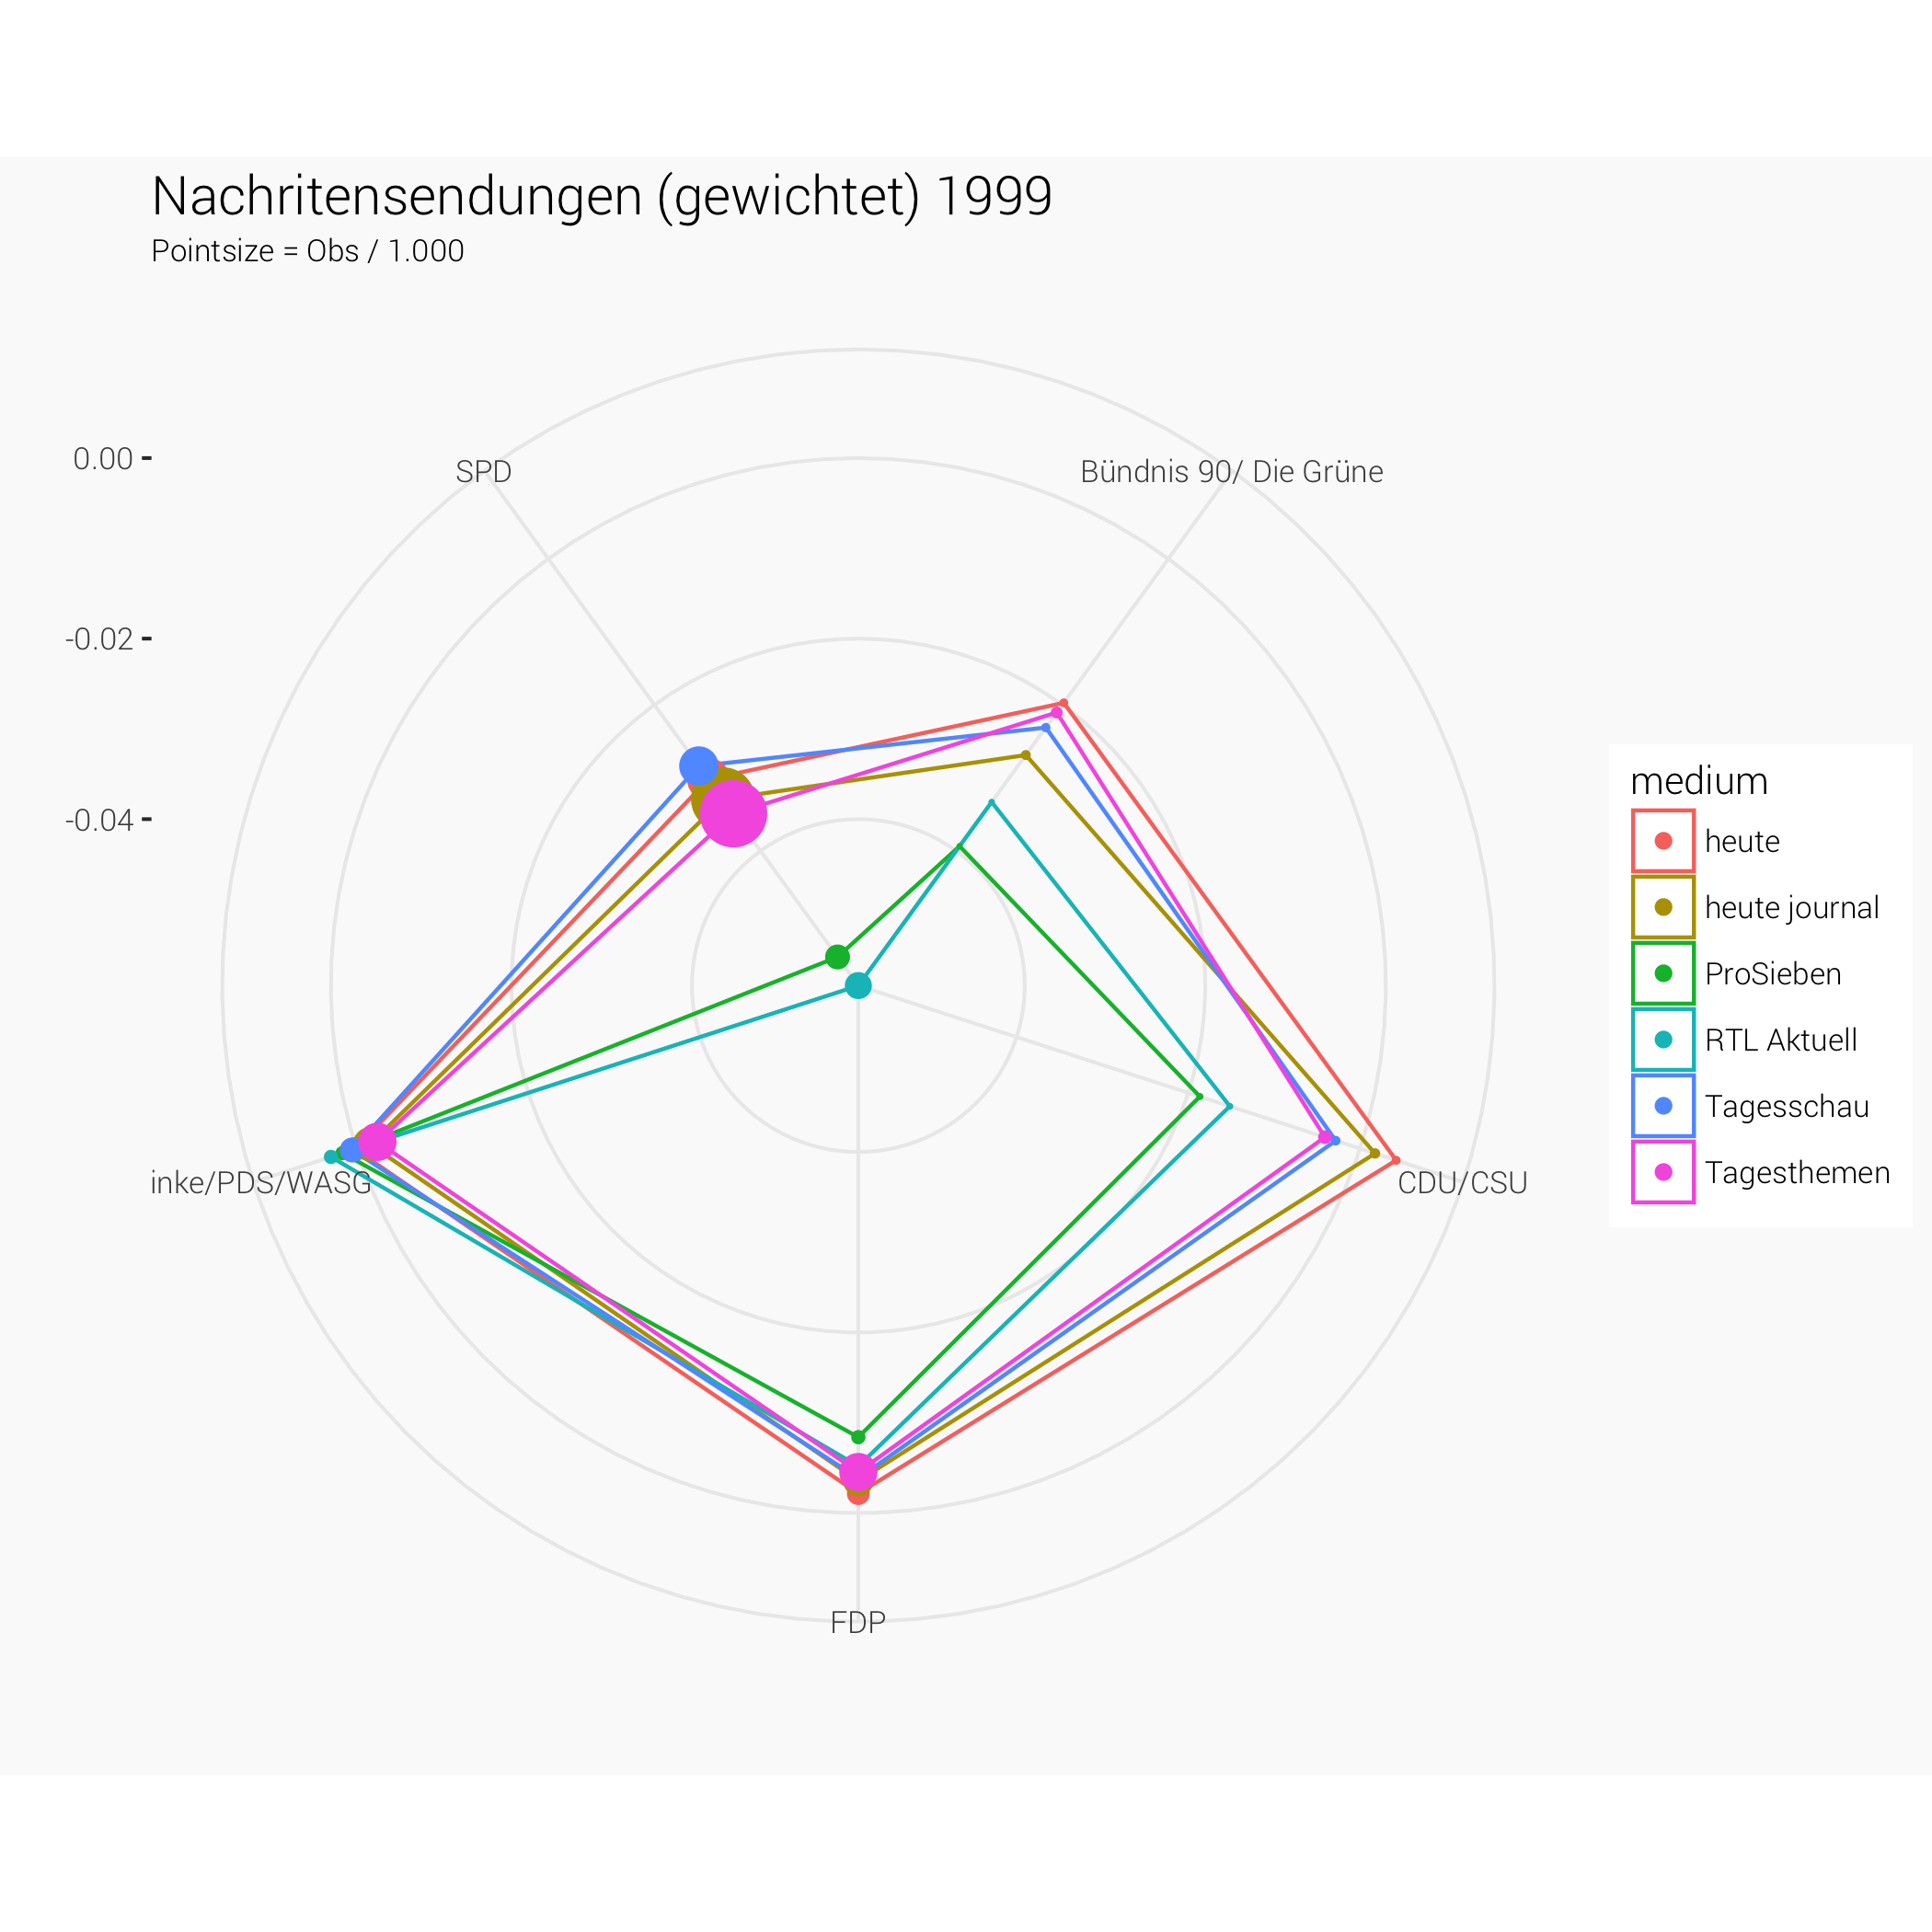 Nachritensendungen (gewichtet) 1999
Pointsize = Obs / 1.000
0.00
-0.02
-0.04
SPD
Bündnis 90/ Die Grüne
inke/PDS/WASG
CDU/CSU
FDP
medium
heute
heute journal
ProSieben
RTL Aktuell
Tagesschau
Tagesthemen